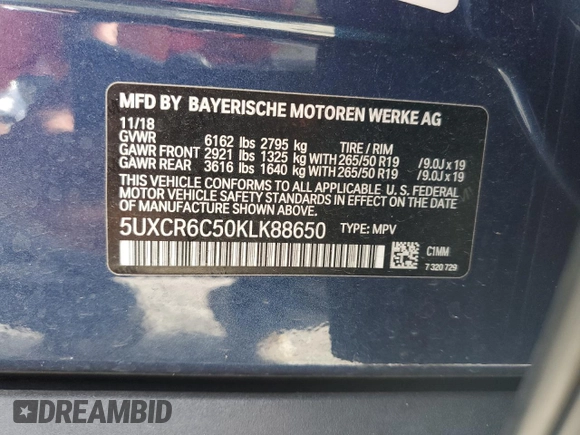 MFD BY BAYERISCHE MOTOREN WERKE AG
11/18
GVWR 6162 lbs 2795 kg TIRE / RIM
GAWR FRONT 2921 lbs 1325 kg WITH 265/50 R19 /9.0J x 19
GAWR REAR 3616 lbs 1640 kg WITH 265/50 R19 /9.0J x 19
THIS VEHICLE CONFORMS TO ALL APPLICABLE U. S. FEDERAL
MOTOR VEHICLE SAFETY STANDARDS IN EFFECT ON THE DATE
OF MANUFACTURE SHOWN ABOVE.
5UXCR6C50KLK88650 TYPE: MPV
C1MM
7 320 729
DREAMBID